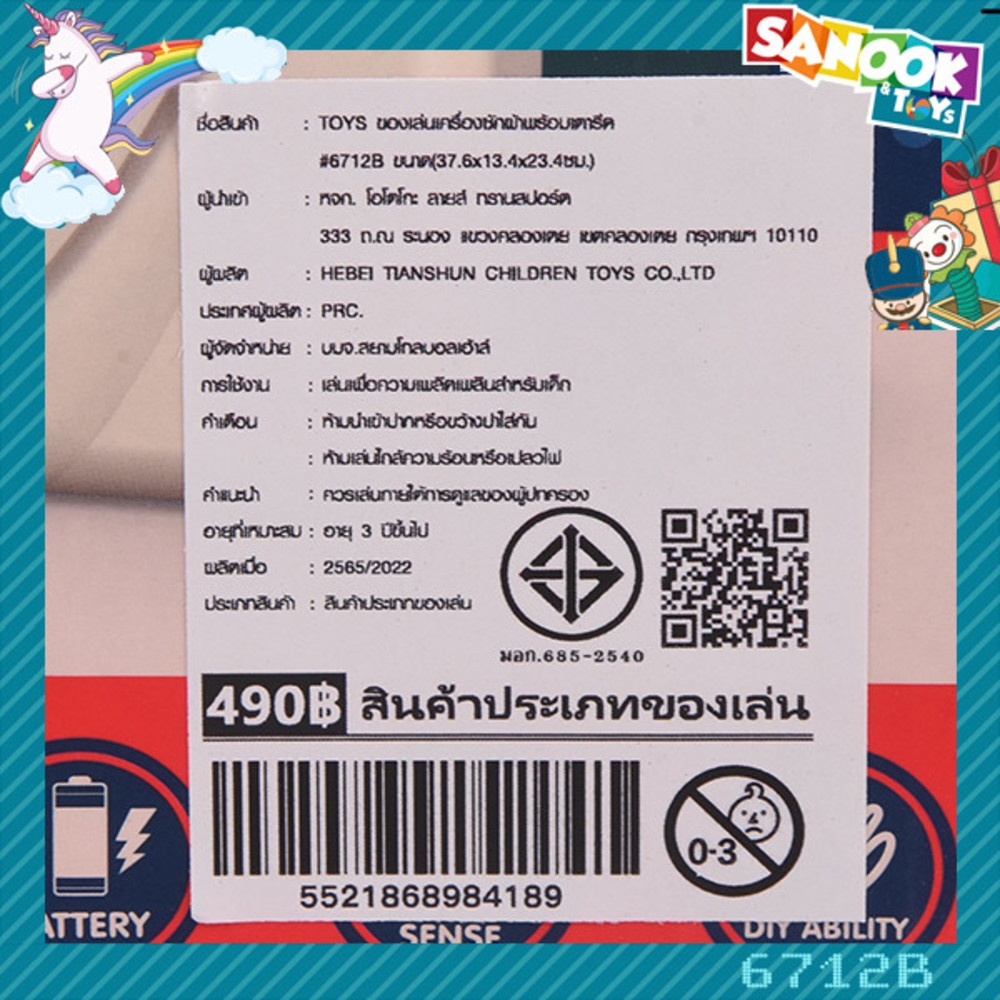 SANOOK
& TOYS
ชื่อสินค้า : TOYS ของเล่นเครื่องซักผ้าพร้อมเตารีด
#6712B ขนาด(37.6x13.4x23.4ซม.)
ผู้นำเข้า : หจก. โอโตโกะ ลายส์ ทรานสปอร์ต
333 ถ.ณ ระนอง แขวงคลองเตย เขตคลองเตย กรุงเทพฯ 10110
ผู้ผลิต : HEBEI TIANSHUN CHILDREN TOYS CO.,LTD
ประเทศผู้ผลิต : PRC.
ผู้จัดจำหน่าย : บมจ.สยามโกลบอลเฮ้าส์
การใช้งาน : เล่นเพื่อความเพลิดเพลินสำหรับเด็ก
คำเตือน : ห้ามนำเข้าปากหรือขว้างปาใส่กัน
: ห้ามเล่นใกล้ความร้อนหรือเปลวไฟ
คำแนะนำ : ควรเล่นภายใต้การดูแลของผู้ปกครอง
อายุที่เหมาะสม : อายุ 3 ปีขึ้นไป
ผลิตเมื่อ : 2565/2022
ประเภทสินค้า : สินค้าประเภทของเล่น
มอก.685-2540
490฿ สินค้าประเภทของเล่น
0-3
5521868984189
ATTERY
SENSE
DIY ABILITY
6712B